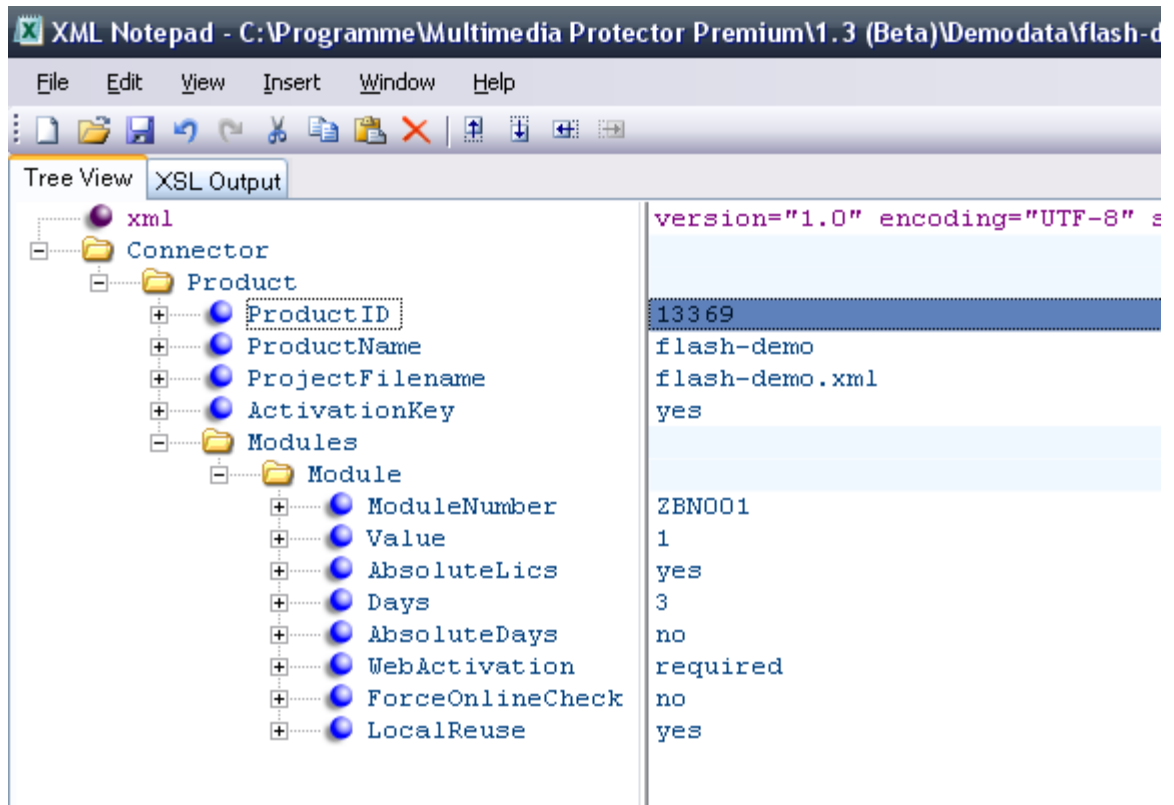 XML Notepad - C:\Programme\Multimedia Protector Premium\1.3 (Beta)\Demodata\flash-d
File Edit View Insert Window Help
Tree View XSL Output
xml version="1.0" encoding="UTF-8" s
Connector
Product
ProductID 13369
ProductName flash-demo
ProjectFilename flash-demo.xml
ActivationKey yes
Modules
Module
ModuleNumber ZBN001
Value 1
AbsoluteLics yes
Days 3
AbsoluteDays no
WebActivation required
ForceOnlineCheck no
LocalReuse yes